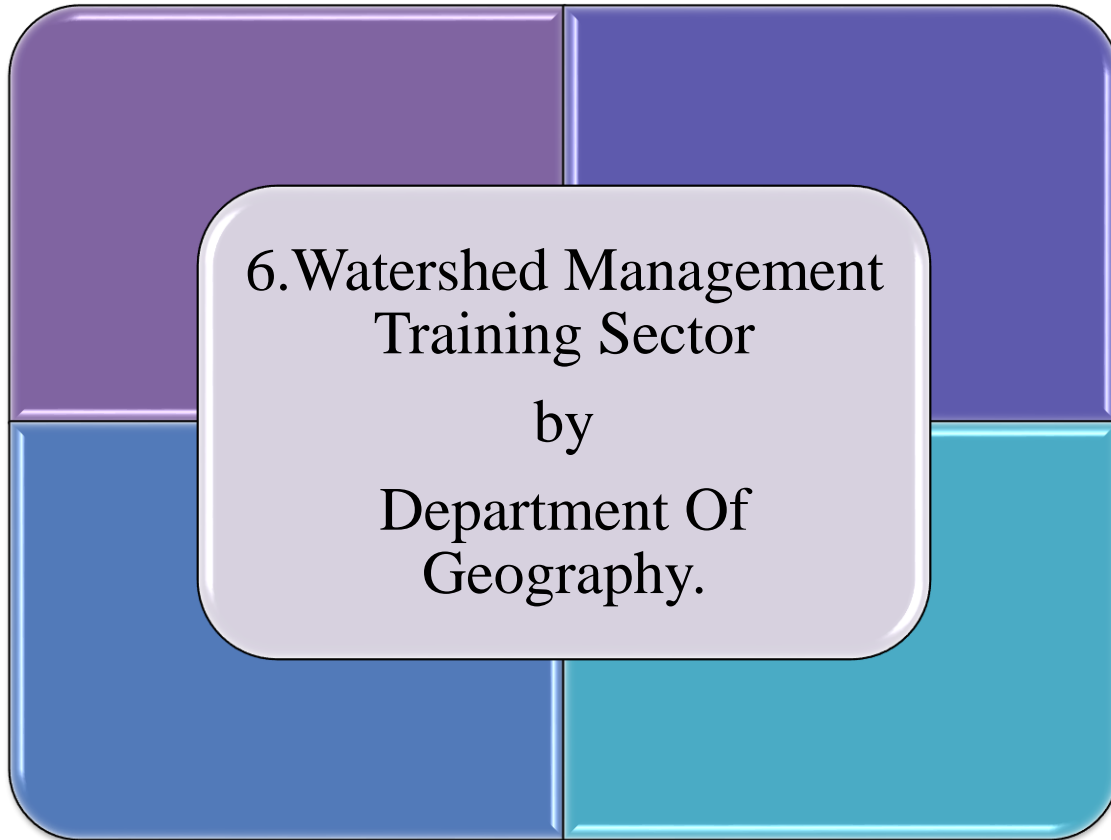 6.Watershed Management
Training Sector
by
Department Of
Geography.